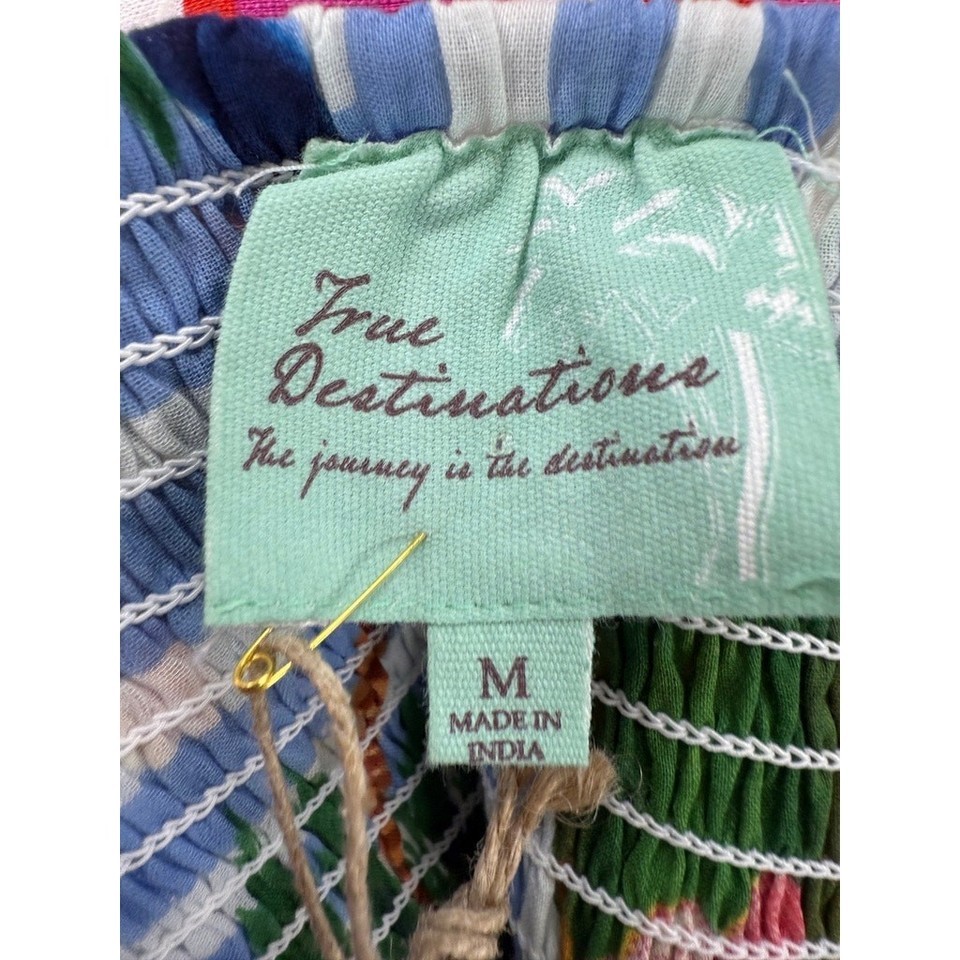 True
Destinations
The journey is the destination
M
MADE IN
INDIA